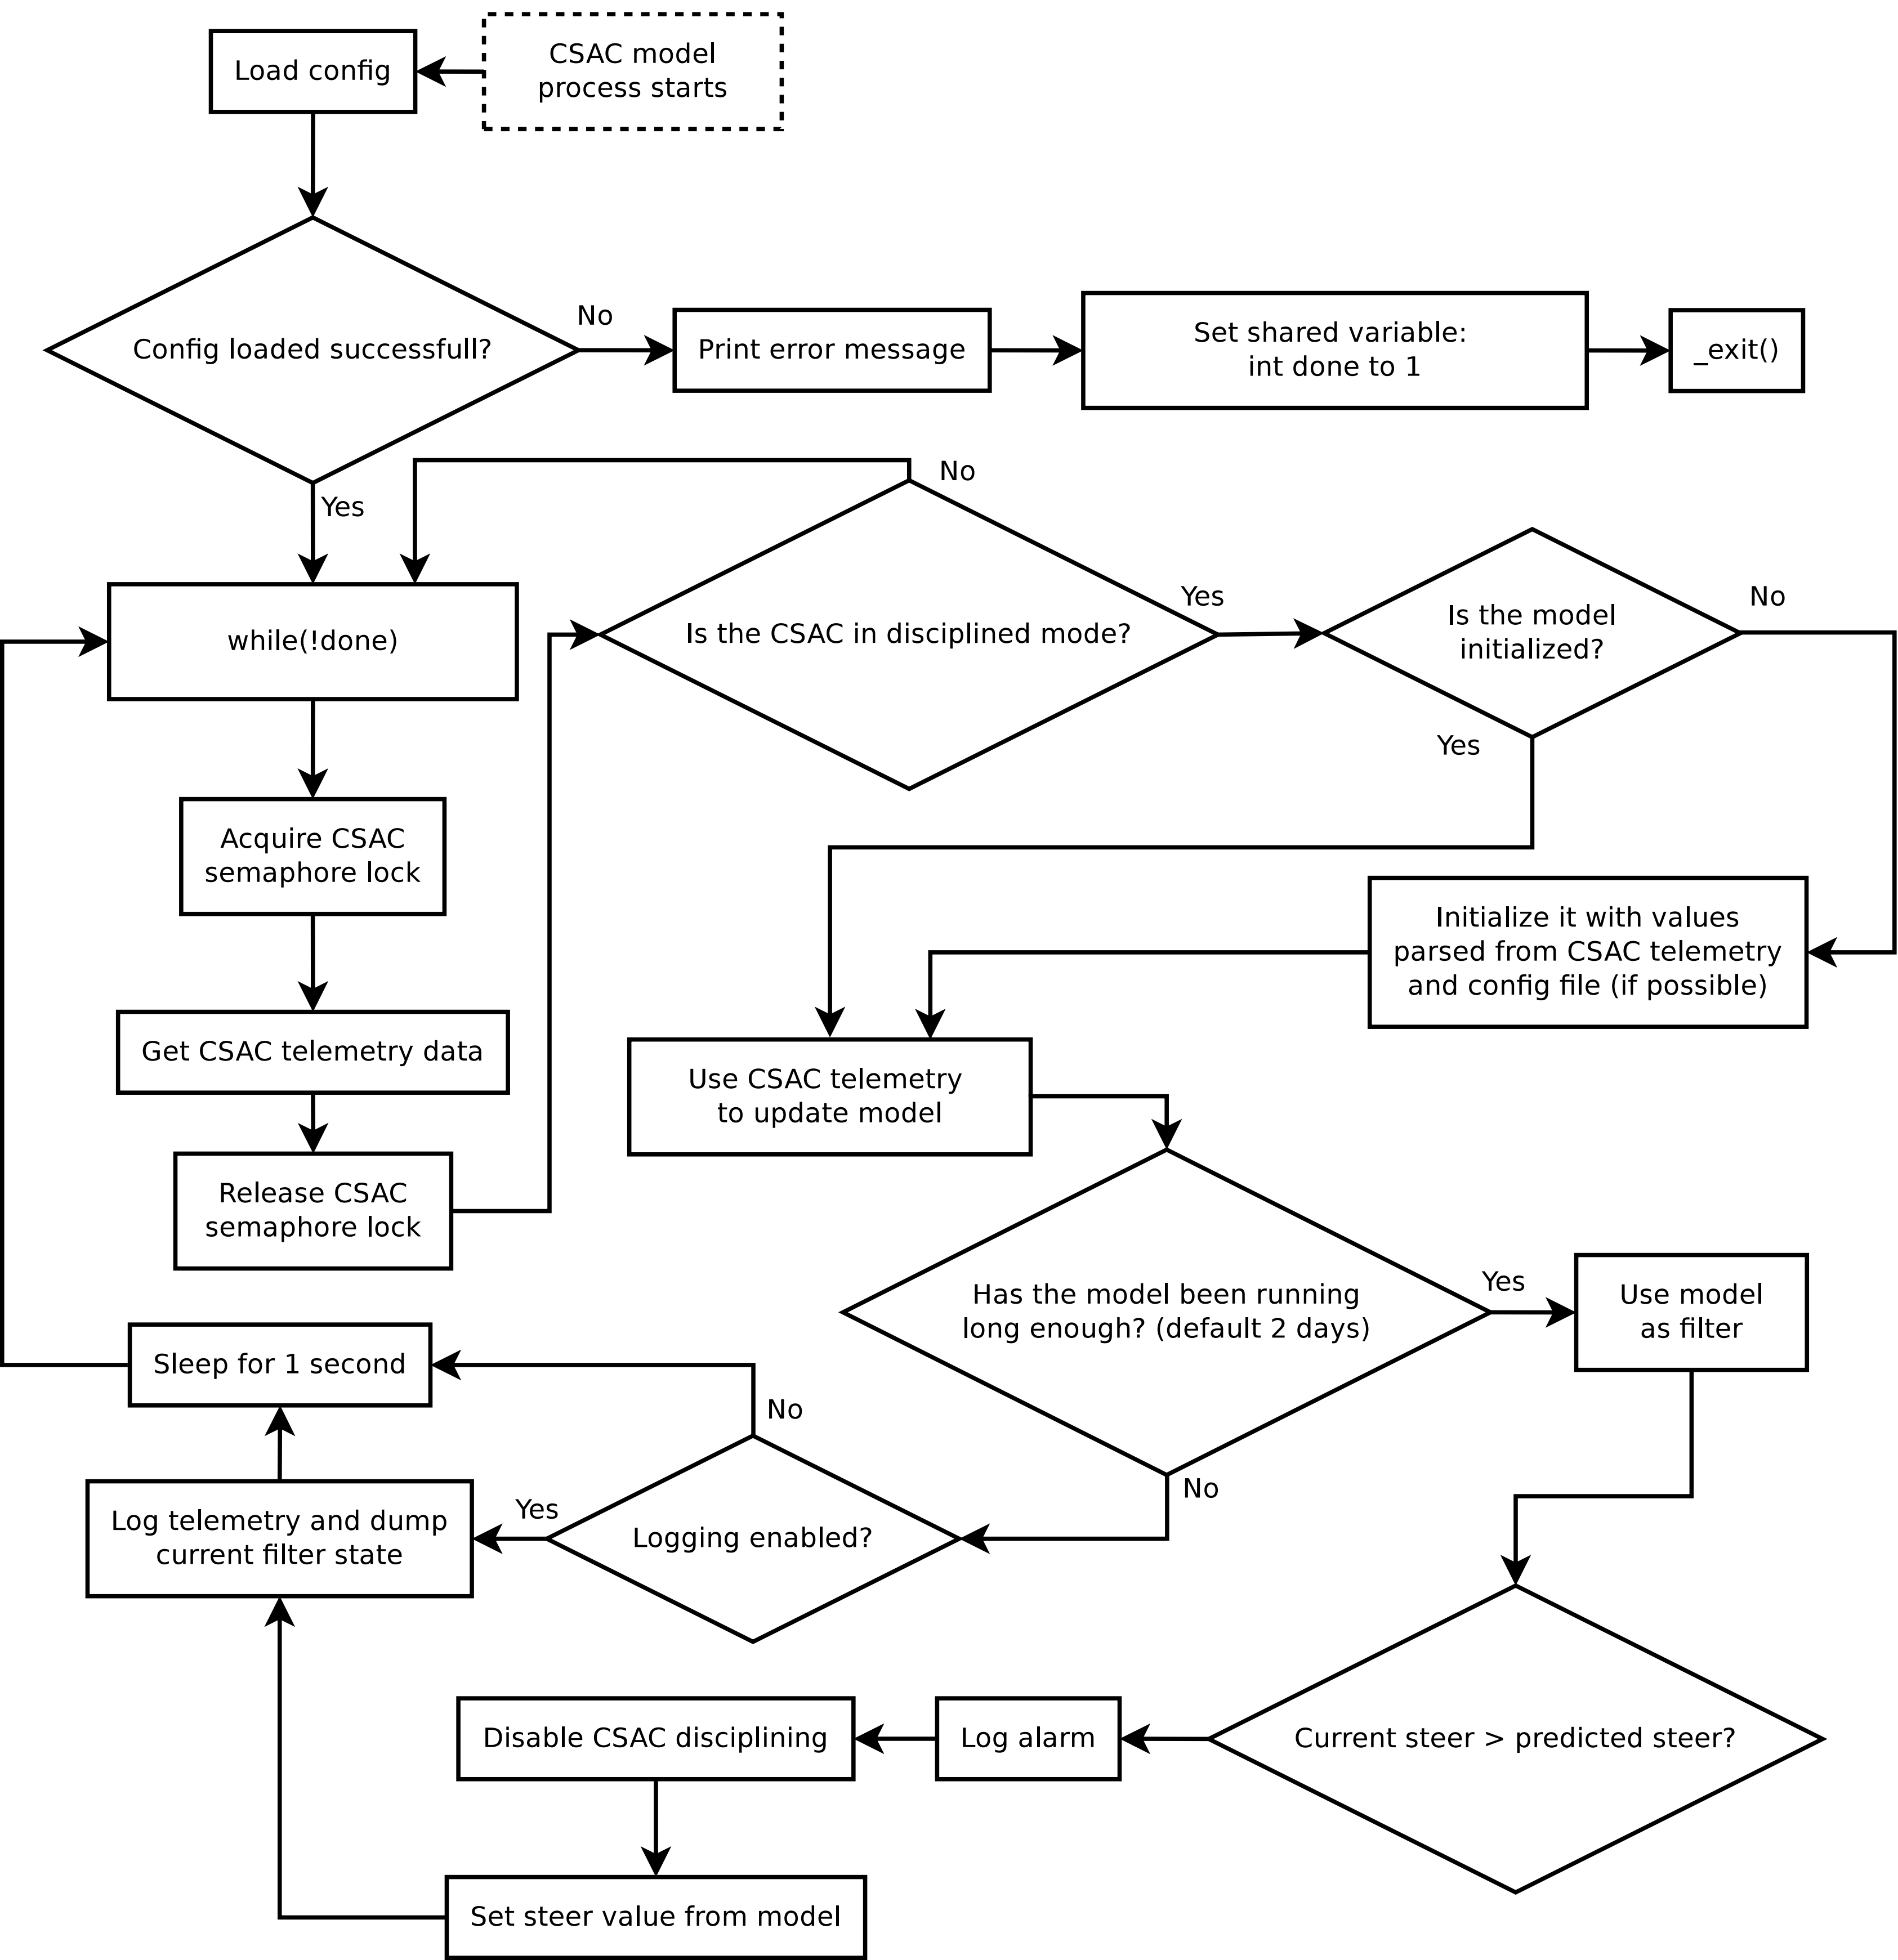 CSAC model
process starts
Load config
Config loaded successfull?
No
Print error message
Set shared variable:
int done to 1
_exit()
Yes
while(!done)
Acquire CSAC
semaphore lock
Get CSAC telemetry data
Release CSAC
semaphore lock
Is the CSAC in disciplined mode?
No
Yes
Is the model
initialized?
No
Yes
Initialize it with values
parsed from CSAC telemetry
and config file (if possible)
Use CSAC telemetry
to update model
Has the model been running
long enough? (default 2 days)
Yes
Use model
as filter
No
Logging enabled?
No
Yes
Sleep for 1 second
Log telemetry and dump
current filter state
Current steer > predicted steer?
Log alarm
Disable CSAC disciplining
Set steer value from model